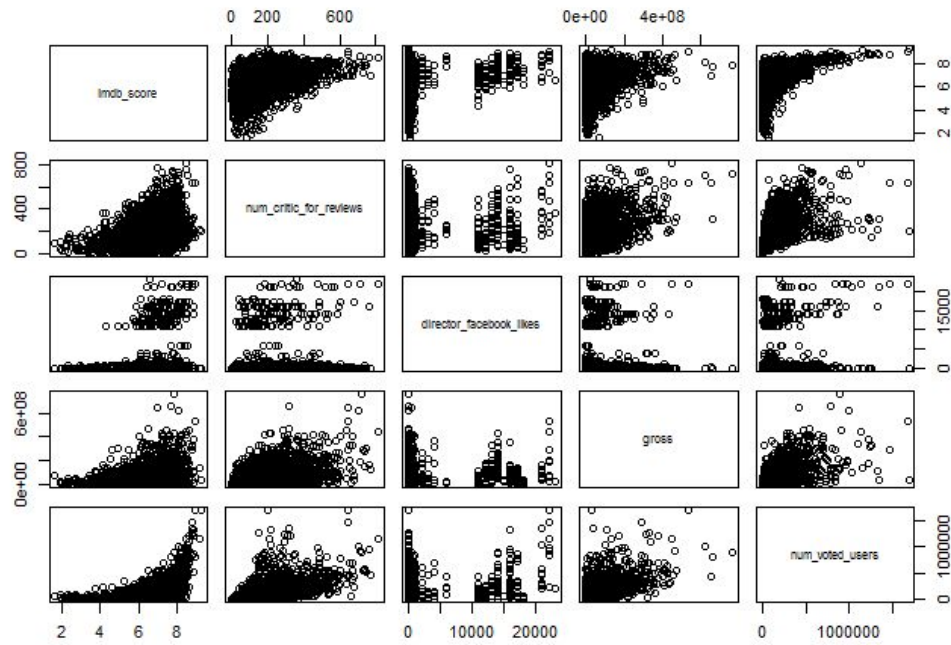 0 200 600 0e+00 4e+08
imdb_score
2 4 6 8
0 400 800
num_critic_for_reviews
director_facebook_likes
0 15000
0e+00 6e+08
gross
num_voted_users
0 1000000
2 4 6 8 0 10000 20000 0 1000000